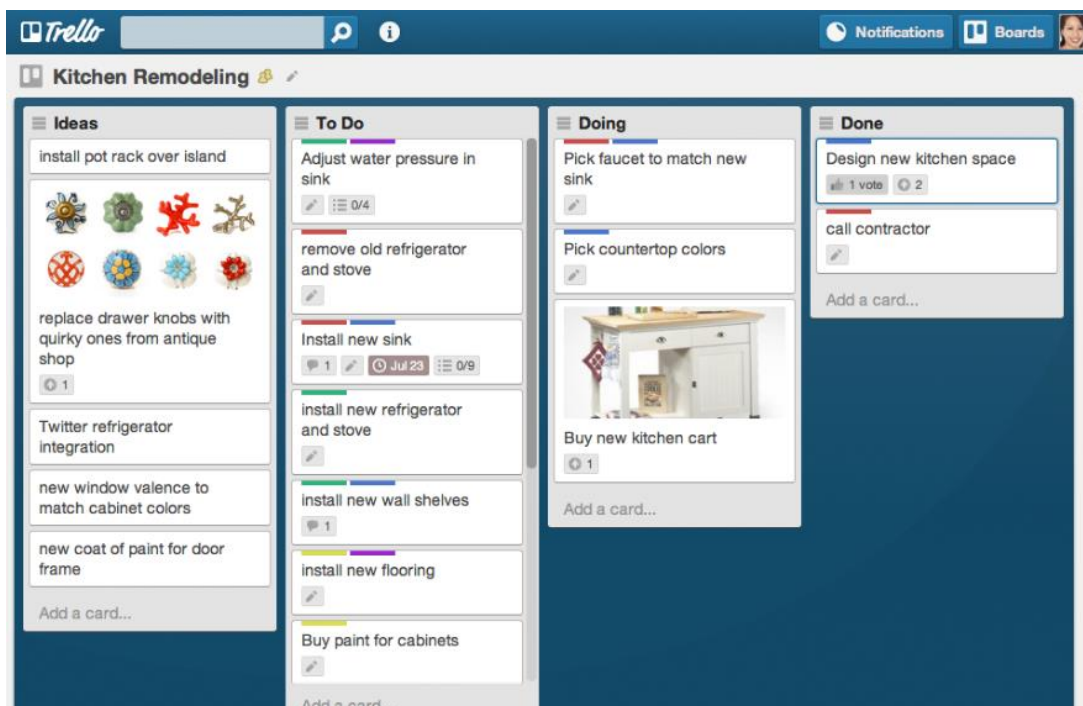 Trello
Notifications
Boards
Kitchen Remodeling
Ideas
install pot rack over island
replace drawer knobs with
quirky ones from antique
shop
1
Twitter refrigerator
integration
new window valence to
match cabinet colors
new coat of paint for door
frame
Add a card...
To Do
Adjust water pressure in
sink
0/4
remove old refrigerator
and stove
Install new sink
1 Jul 23 0/9
install new refrigerator
and stove
install new wall shelves
1
install new flooring
Buy paint for cabinets
Add a card...
Doing
Pick faucet to match new
sink
Pick countertop colors
Buy new kitchen cart
1
Add a card...
Done
Design new kitchen space
1 vote 2
call contractor
Add a card...